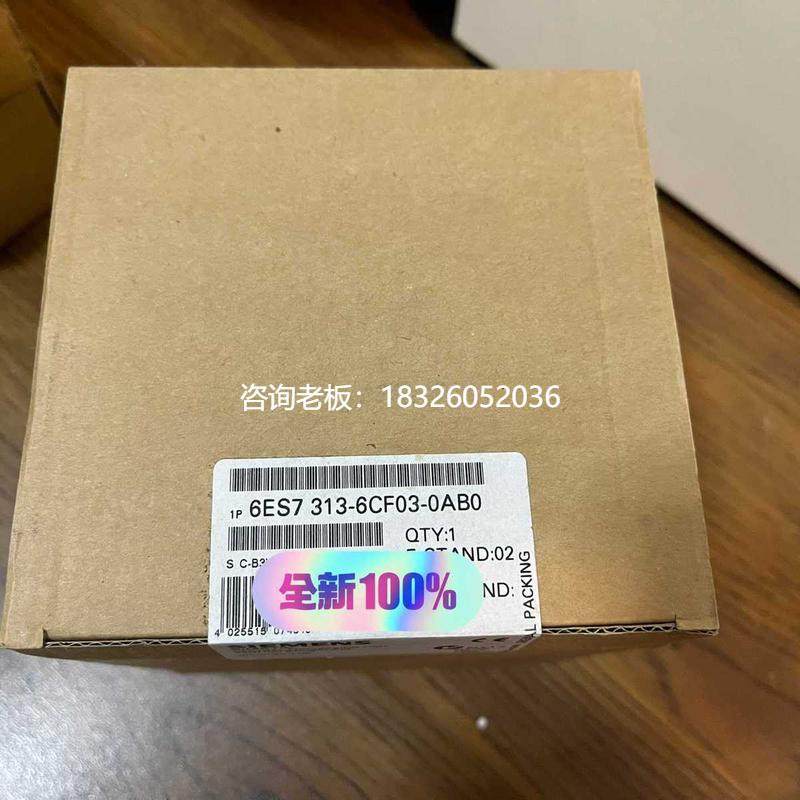 咨询老板：18326052036
1P 6ES7 313-6CF03-0AB0
QTY:1
S C-B3
STAND:02
全新100%
ND:
4 025515
SIEMENS
PACKING